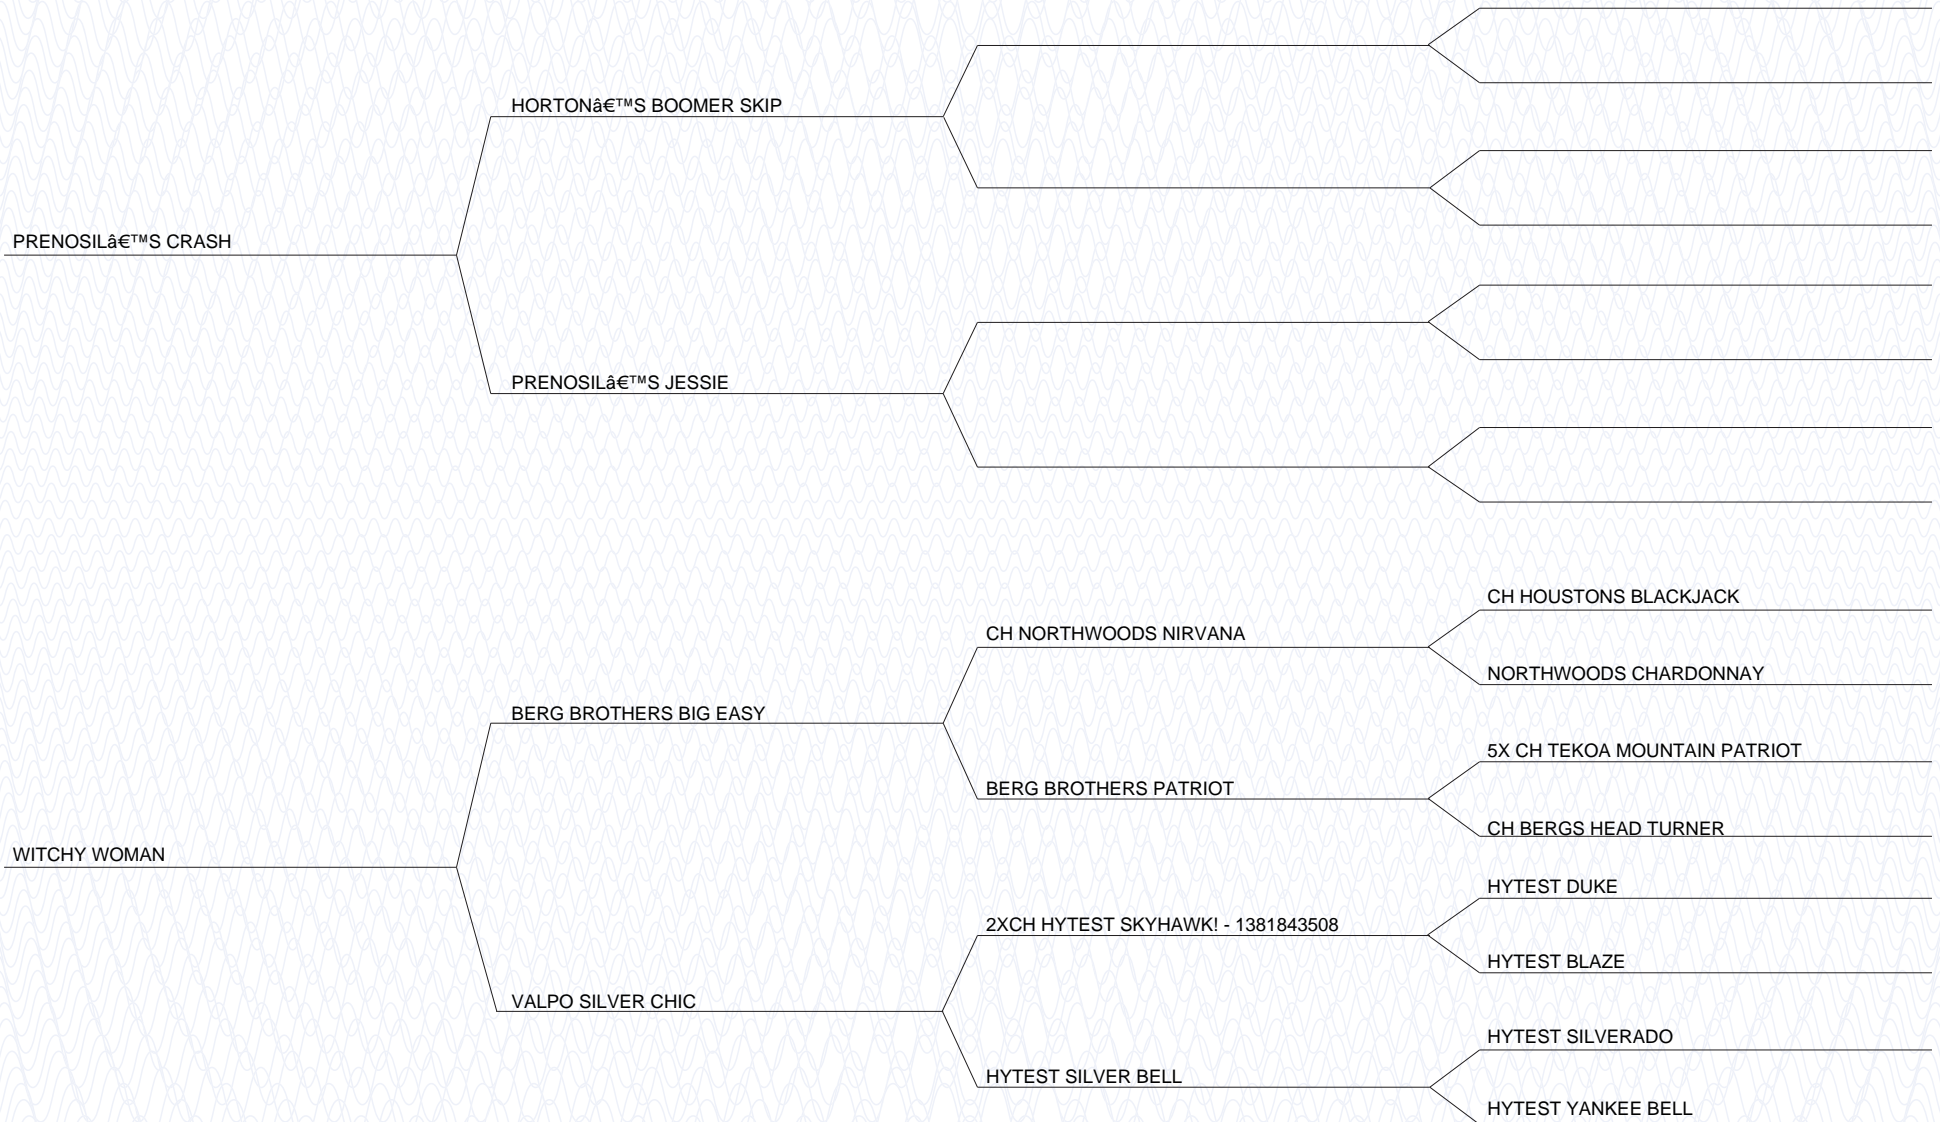 HORTONâ€™S BOOMER SKIP
PRENOSILâ€™S CRASH
PRENOSILâ€™S JESSIE
CH HOUSTONS BLACKJACK
CH NORTHWOODS NIRVANA
NORTHWOODS CHARDONNAY
BERG BROTHERS BIG EASY
5X CH TEKOA MOUNTAIN PATRIOT
BERG BROTHERS PATRIOT
CH BERGS HEAD TURNER
WITCHY WOMAN
HYTEST DUKE
2XCH HYTEST SKYHAWK! - 1381843508
HYTEST BLAZE
VALPO SILVER CHIC
HYTEST SILVERADO
HYTEST SILVER BELL
HYTEST YANKEE BELL